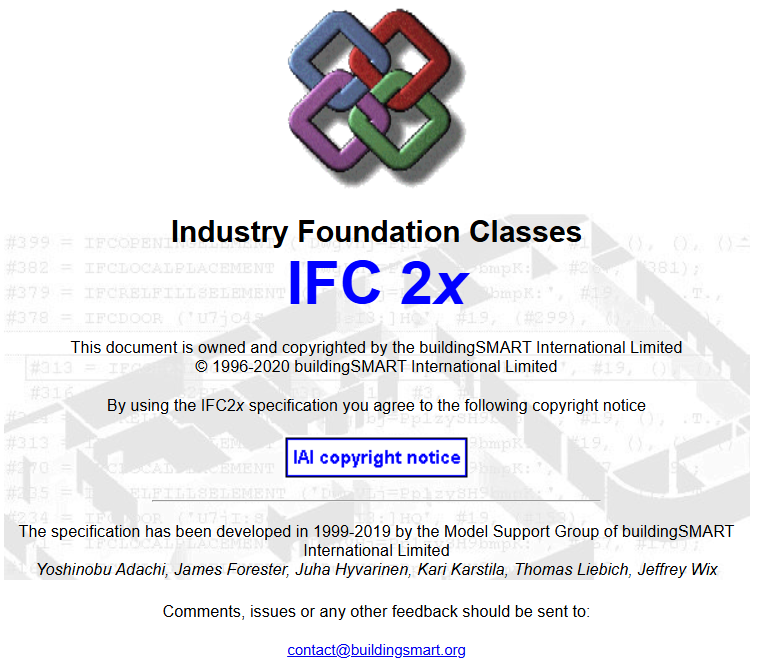 Industry Foundation Classes
IFC 2x
This document is owned and copyrighted by the buildingSMART International Limited
© 1996-2020 buildingSMART International Limited
By using the IFC2x specification you agree to the following copyright notice
IAI copyright notice
The specification has been developed in 1999-2019 by the Model Support Group of buildingSMART
International Limited
Yoshinobu Adachi, James Forester, Juha Hyvarinen, Kari Karstila, Thomas Liebich, Jeffrey Wix
Comments, issues or any other feedback should be sent to:
contact@buildingsmart.org